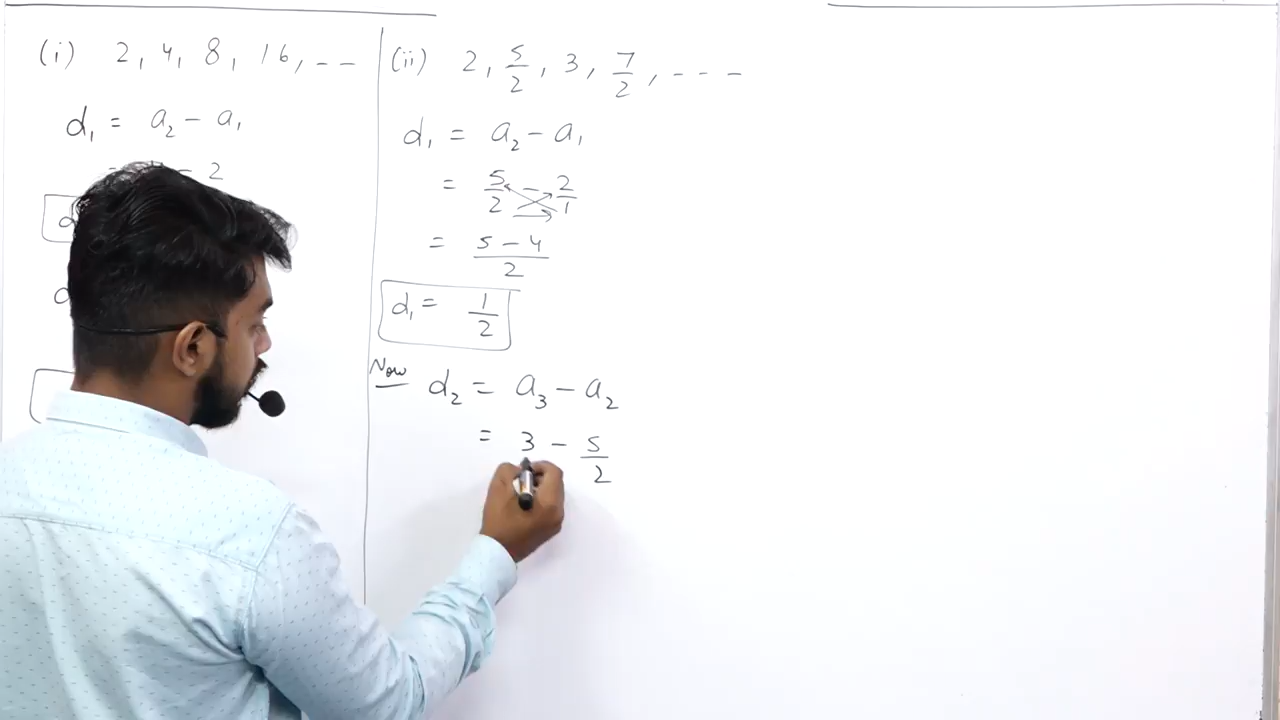 (i) 2, 4, 8, 16, - -
d₁ = a₂ - a₁
= - 2
(ii) 2, 5/2, 3, 7/2, - - -
d₁ = a₂ - a₁
= 5/2 - 2/1
= (5 - 4)/2
d₁ = 1/2
Now d₂ = a₃ - a₂
= 3 - 5/2